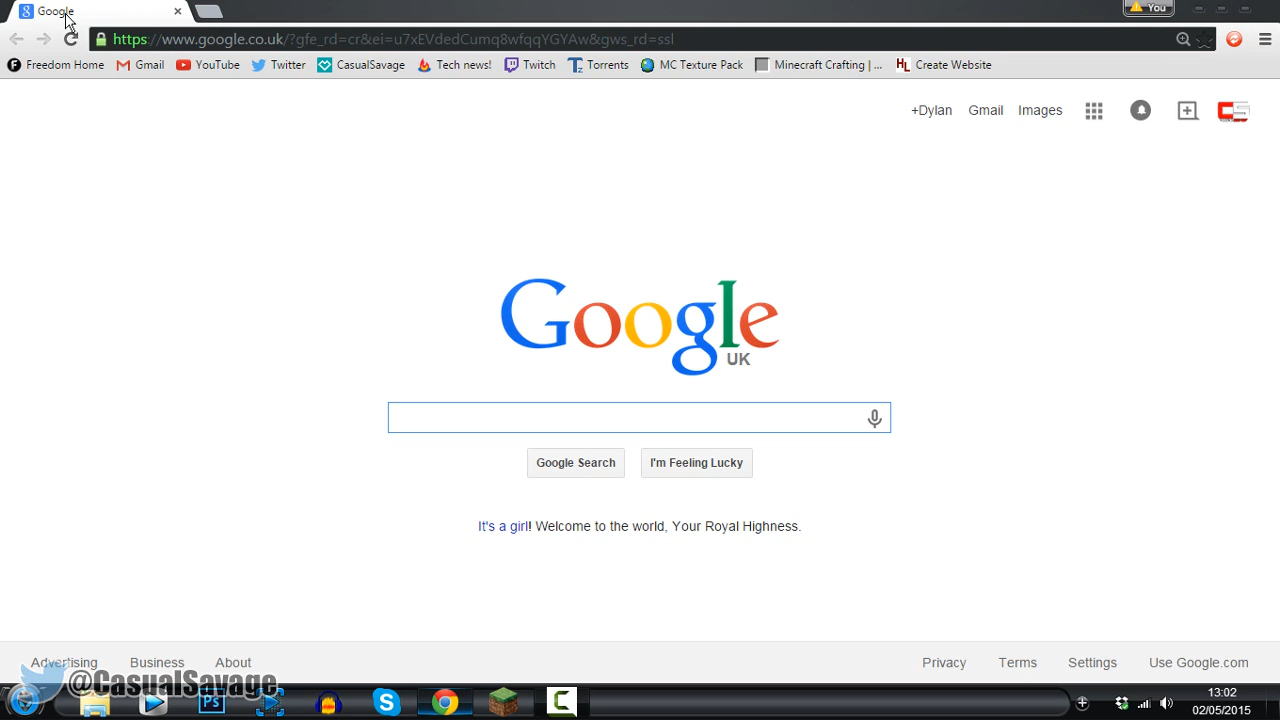 Google
You
https://www.google.co.uk/?gfe_rd=cr&ei=u7xEVdedCumq8wfqqYGYAw&gws_rd=ssl
Freedom Home Gmail YouTube Twitter CasualSavage Tech news! Twitch Torrents MC Texture Pack Minecraft Crafting | ... Create Website
+Dylan Gmail Images
Google
UK
Google Search I'm Feeling Lucky
It's a girl! Welcome to the world, Your Royal Highness.
Advertising Business About Privacy Terms Settings Use Google.com
@CasualSavage
13:02
02/05/2015